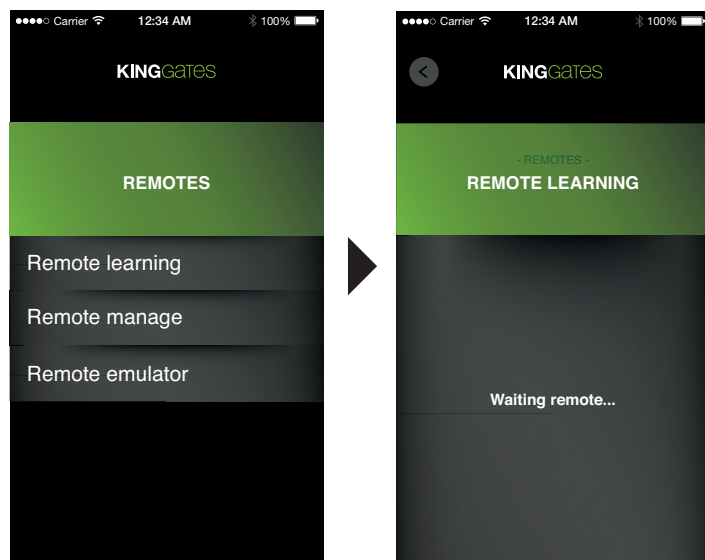 Carrier 12:34 AM 100%
KINGGATES
REMOTES
Remote learning
Remote manage
Remote emulator
Carrier 12:34 AM 100%
KINGGATES
- REMOTES -
REMOTE LEARNING
Waiting remote...